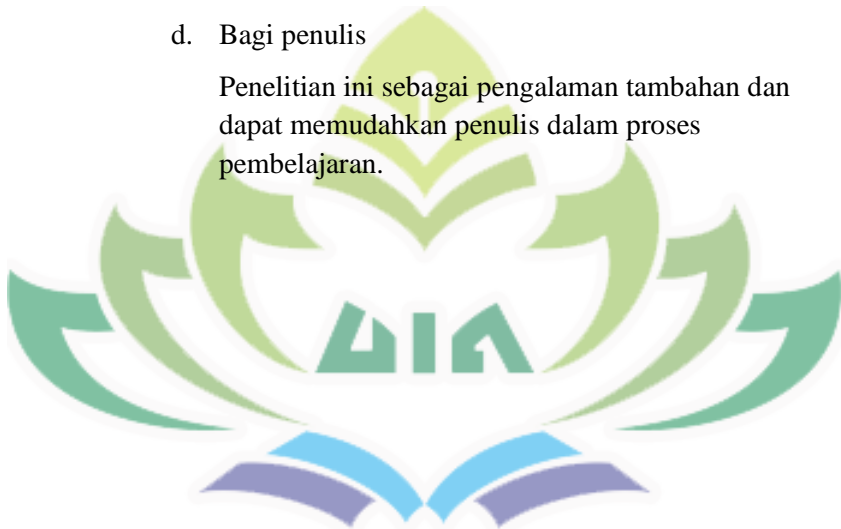 d. Bagi penulis
Penelitian ini sebagai pengalaman tambahan dan
dapat memudahkan penulis dalam proses
pembelajaran.
UIN